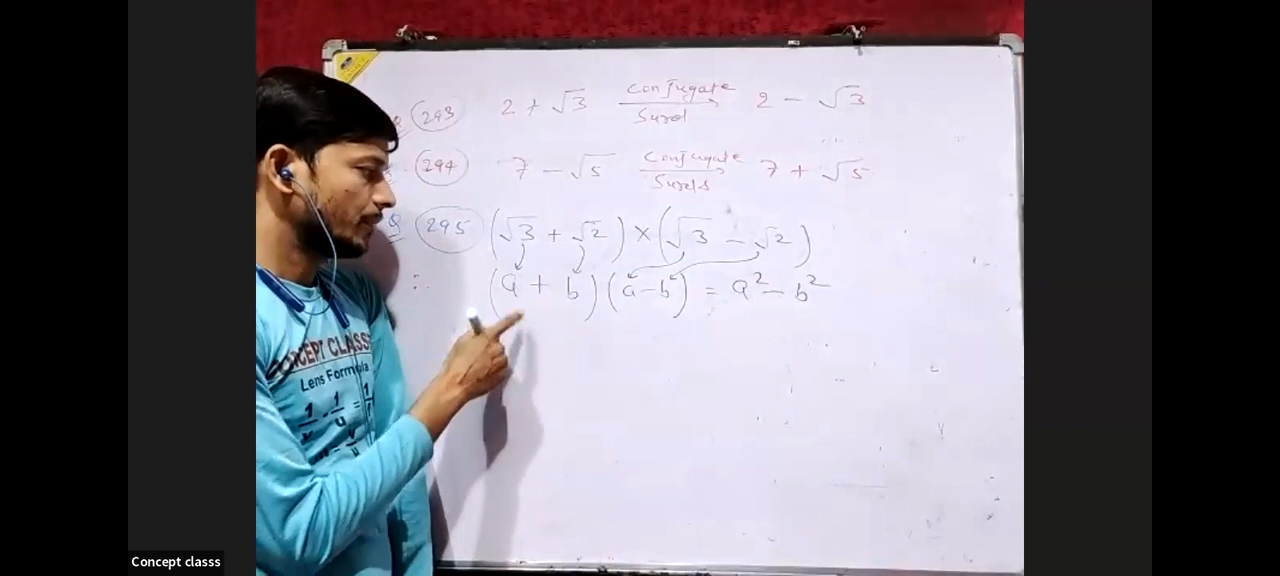 293 2 + √3 Conjugate Surd 2 - √3
294 7 - √5 Conjugate Surds 7 + √5
Q 295 (√3 + √2) × (√3 - √2)
∴ (a + b)(a-b) = a² - b²
CONCEPT CLASSE
Lens Formula
Concept classs